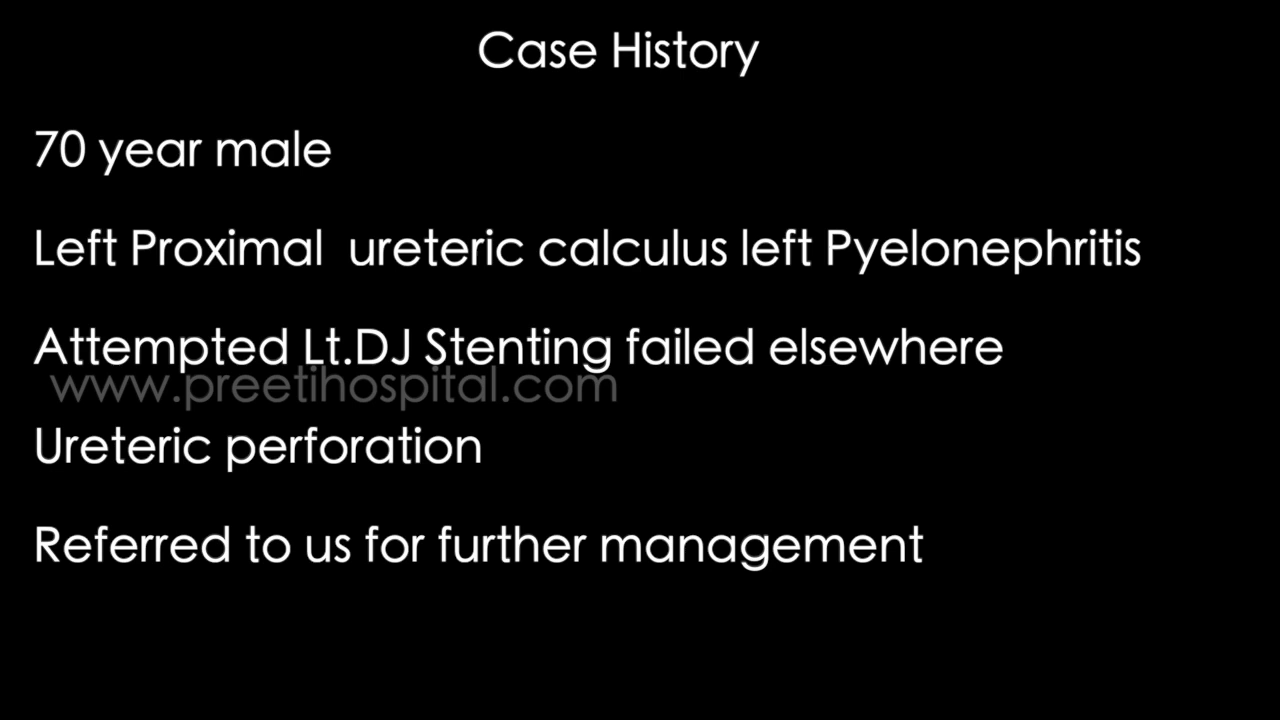 Case History
70 year male
Left Proximal ureteric calculus left Pyelonephritis
Attempted Lt.DJ Stenting failed elsewhere
www.preetihospital.com
Ureteric perforation
Referred to us for further management